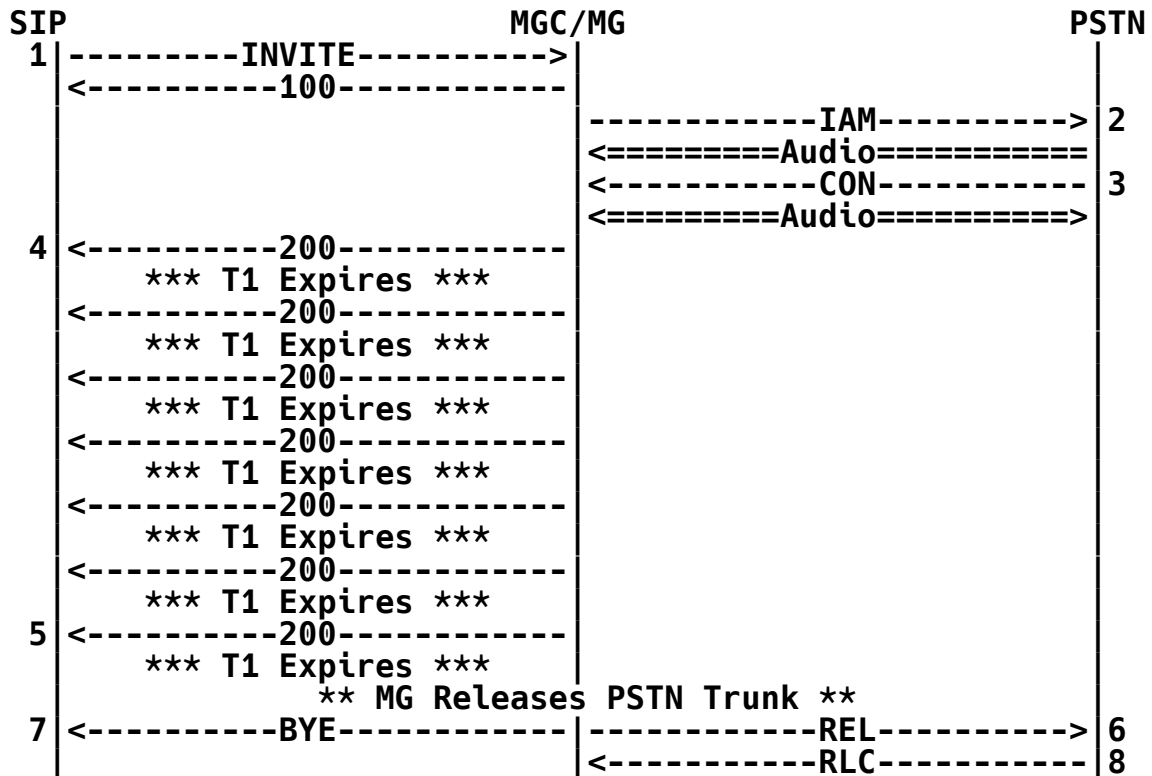 SIP                       MGC/MG                       PSTN
1|---------INVITE---------->|                          |
 |<----------100------------|                          |
 |                          |------------IAM---------->|2
 |                          |<=========Audio===========|
 |                          |<-----------CON-----------|3
 |                          |<=========Audio==========>|
4|<----------200------------|                          |
 |    *** T1 Expires ***    |                          |
 |<----------200------------|                          |
 |    *** T1 Expires ***    |                          |
 |<----------200------------|                          |
 |    *** T1 Expires ***    |                          |
 |<----------200------------|                          |
 |    *** T1 Expires ***    |                          |
 |<----------200------------|                          |
 |    *** T1 Expires ***    |                          |
 |<----------200------------|                          |
 |    *** T1 Expires ***    |                          |
5|<----------200------------|                          |
 |    *** T1 Expires ***    |                          |
 |             ** MG Releases PSTN Trunk **            |
7|<----------BYE------------|------------REL---------->|6
 |                          |<-----------RLC-----------|8